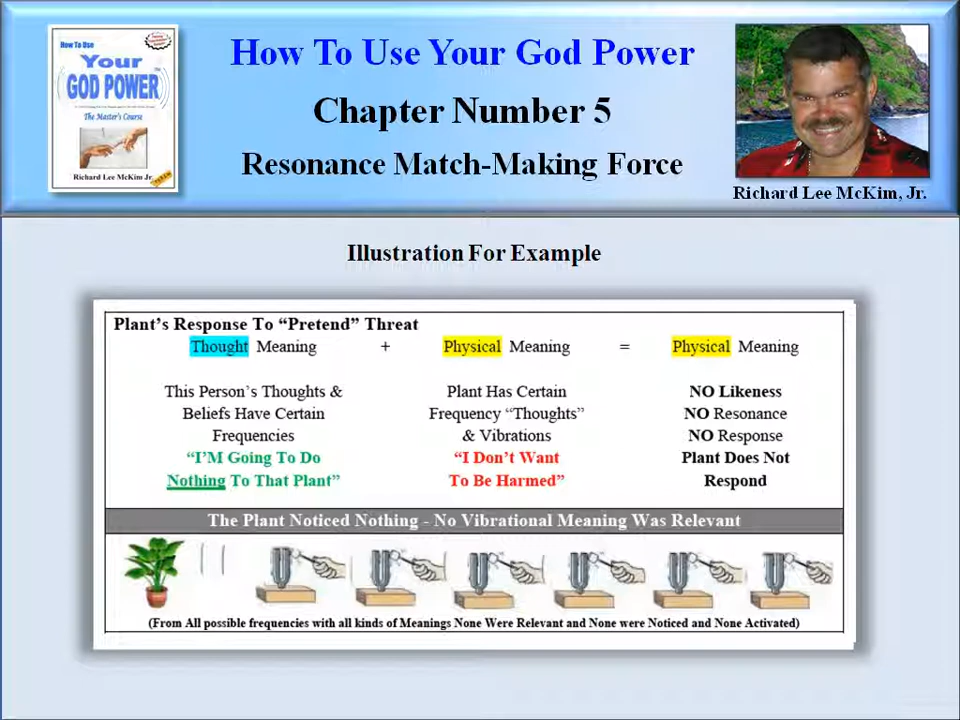 How To Use
Your
GOD POWER
The Master's Course
Richard Lee McKim Jr.
How To Use Your God Power
Chapter Number 5
Resonance Match-Making Force
Richard Lee McKim, Jr.
Illustration For Example
Plant's Response To “Pretend” Threat
Thought Meaning + Physical Meaning = Physical Meaning
This Person's Thoughts &
Beliefs Have Certain
Frequencies
“I'M Going To Do
Nothing To That Plant”
Plant Has Certain
Frequency “Thoughts”
& Vibrations
“I Don't Want
To Be Harmed”
NO Likeness
NO Resonance
NO Response
Plant Does Not
Respond
The Plant Noticed Nothing - No Vibrational Meaning Was Relevant
(From All possible frequencies with all kinds of Meanings None Were Relevant and None were Noticed and None Activated)